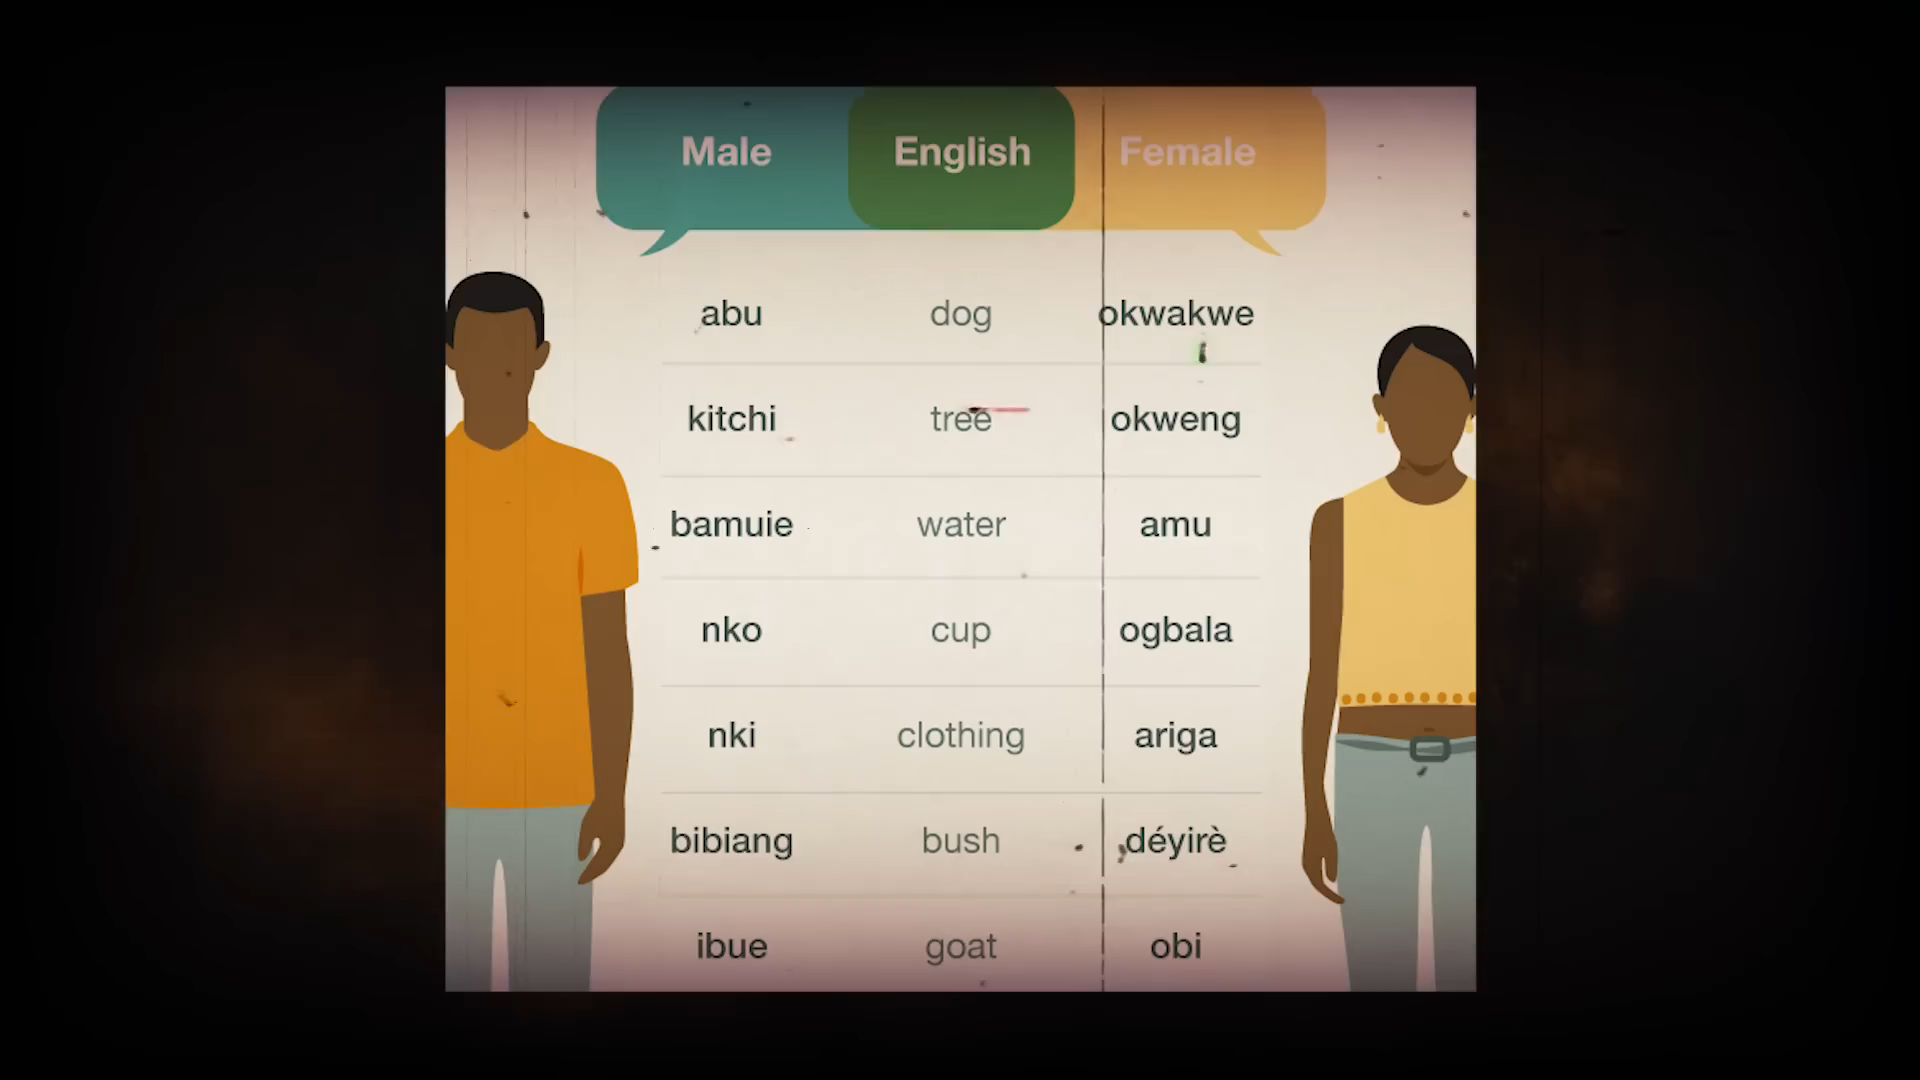 Male English Female
abu dog okwakwe
kitchi tree okweng
bamuie water amu
nko cup ogbala
nki clothing ariga
bibiang bush déyirè
ibue goat obi